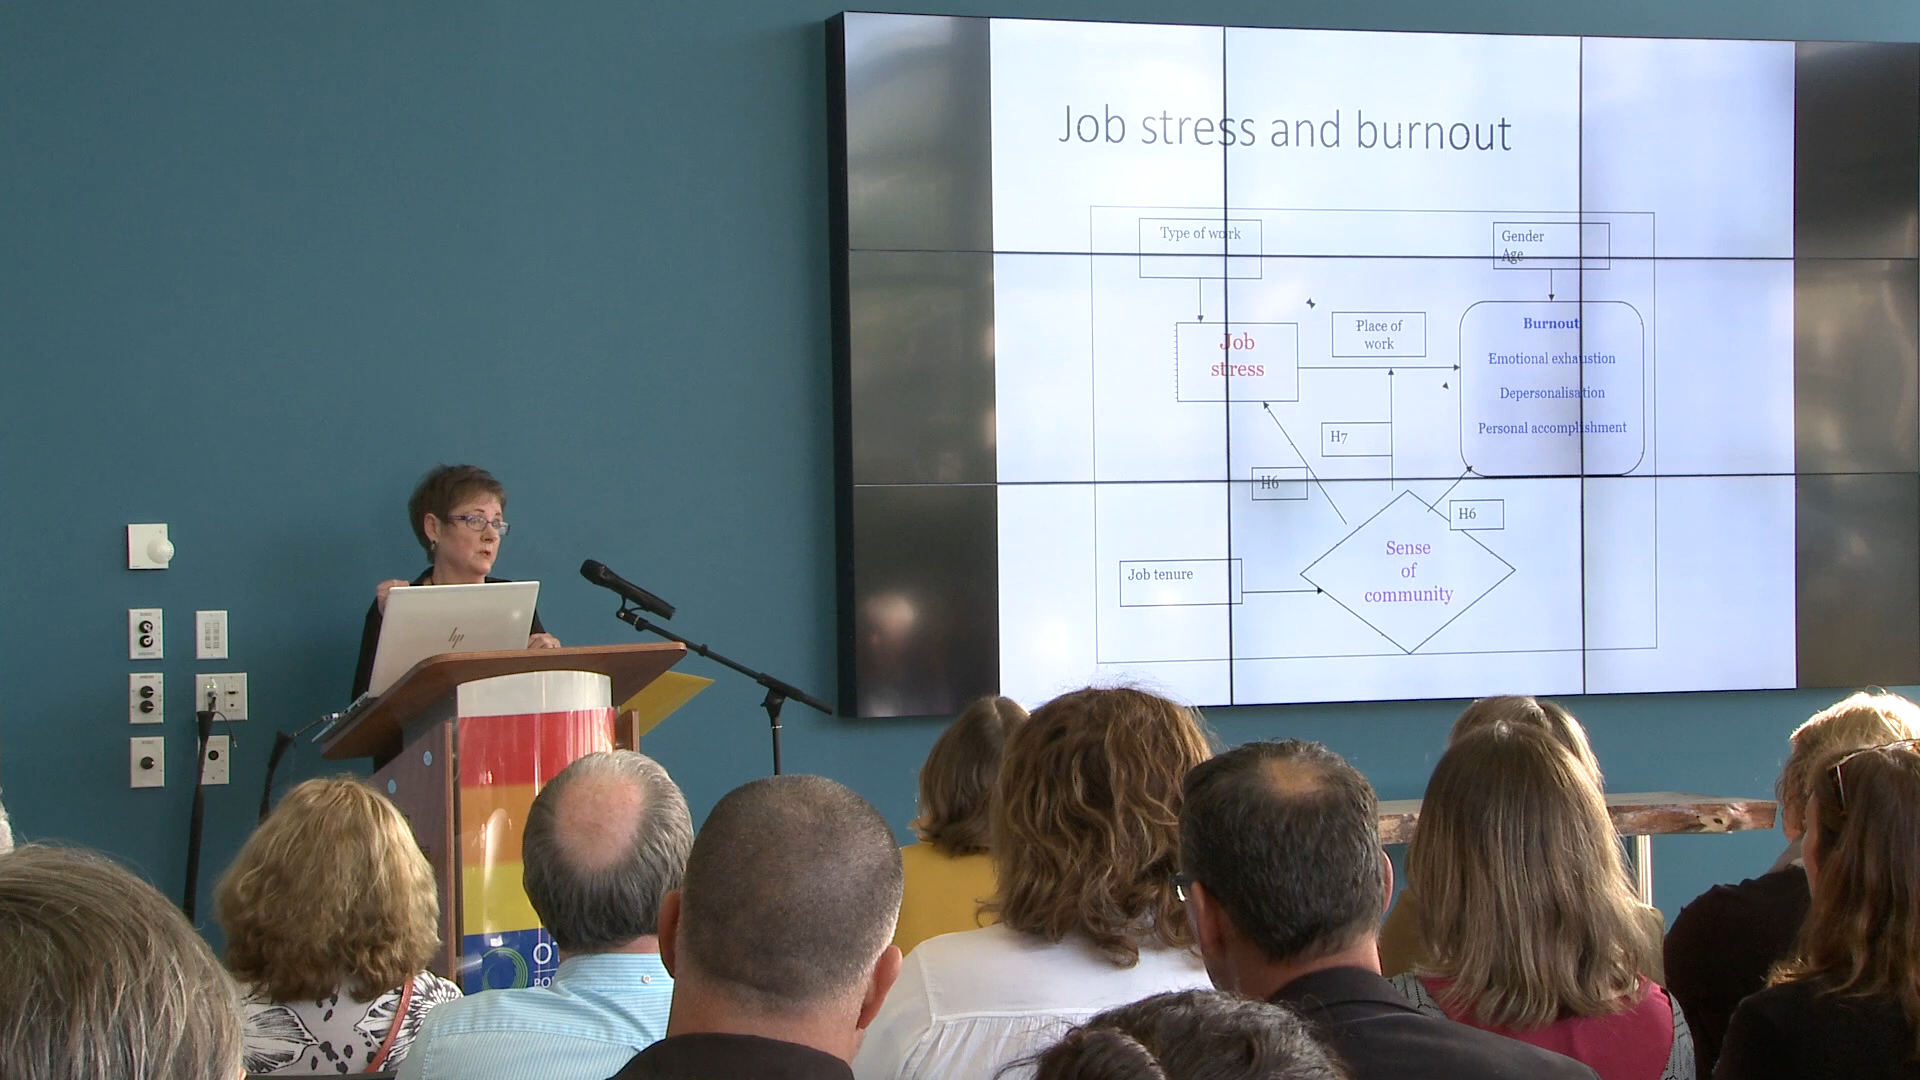 Job stress and burnout
Type of work
Gender
Age
Place of
work
Job
stress
Burnout
Emotional exhaustion
Depersonalisation
Personal accomplishment
H7
H6
H6
Sense
of
community
Job tenure
hp